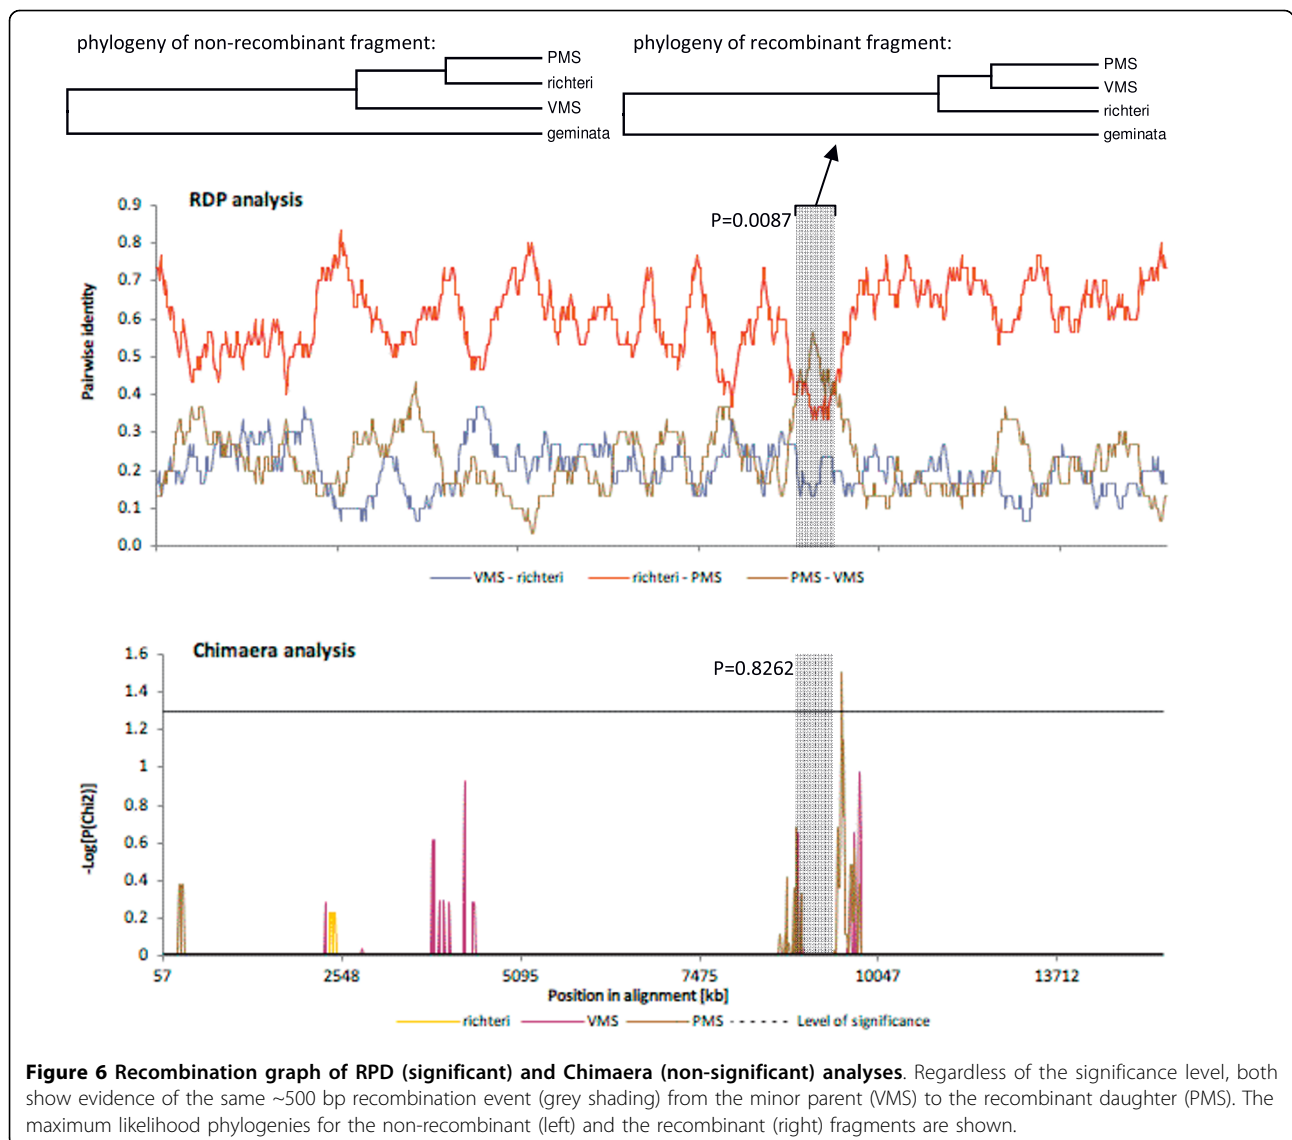 phylogeny of non-recombinant fragment:
PMS
richteri
VMS
geminata
phylogeny of recombinant fragment:
PMS
VMS
richteri
geminata
RDP analysis
P=0.0087
Pairwise identity
0.9
0.8
0.7
0.6
0.5
0.4
0.3
0.2
0.1
0.0
VMS - richteri
richteri - PMS
PMS - VMS
Chimaera analysis
P=0.8262
-Log[P(Chi2)]
1.6
1.4
1.2
1
0.8
0.6
0.4
0.2
0
57
2548
5095
7475
10047
13712
Position in alignment [kb]
richteri
VMS
PMS
Level of significance
Figure 6 Recombination graph of RPD (significant) and Chimaera (non-significant) analyses. Regardless of the significance level, both
show evidence of the same ~500 bp recombination event (grey shading) from the minor parent (VMS) to the recombinant daughter (PMS). The
maximum likelihood phylogenies for the non-recombinant (left) and the recombinant (right) fragments are shown.